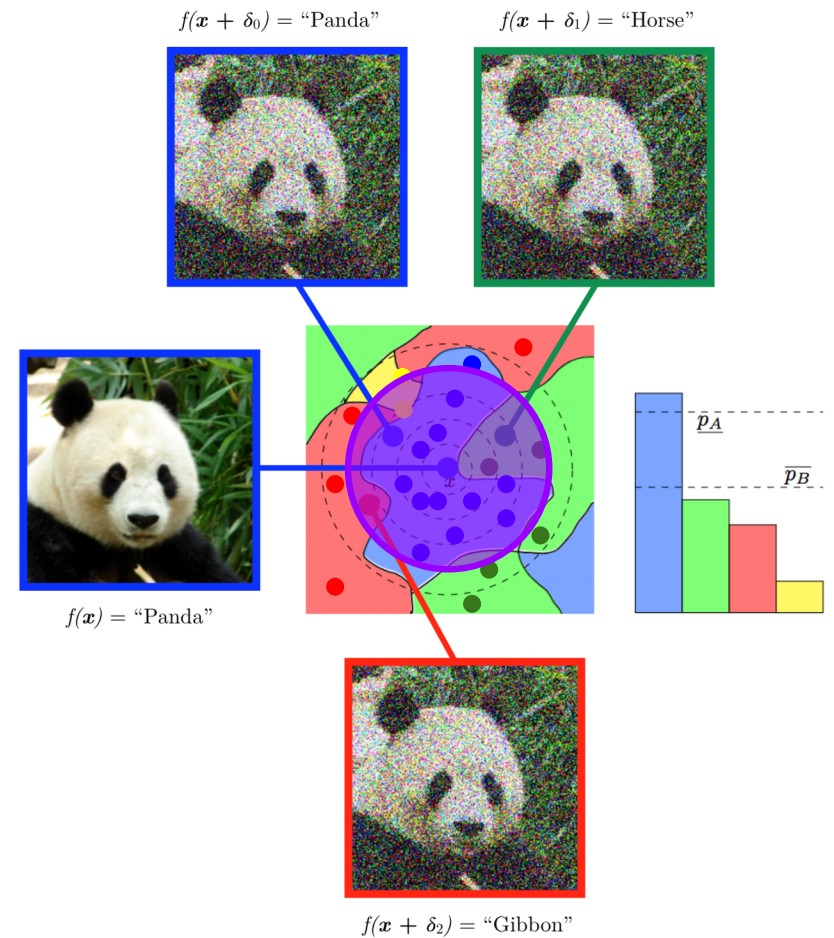 f(x + δ₀) = “Panda”
f(x + δ₁) = “Horse”
p_A
p_B
x
f(x) = “Panda”
f(x + δ₂) = “Gibbon”